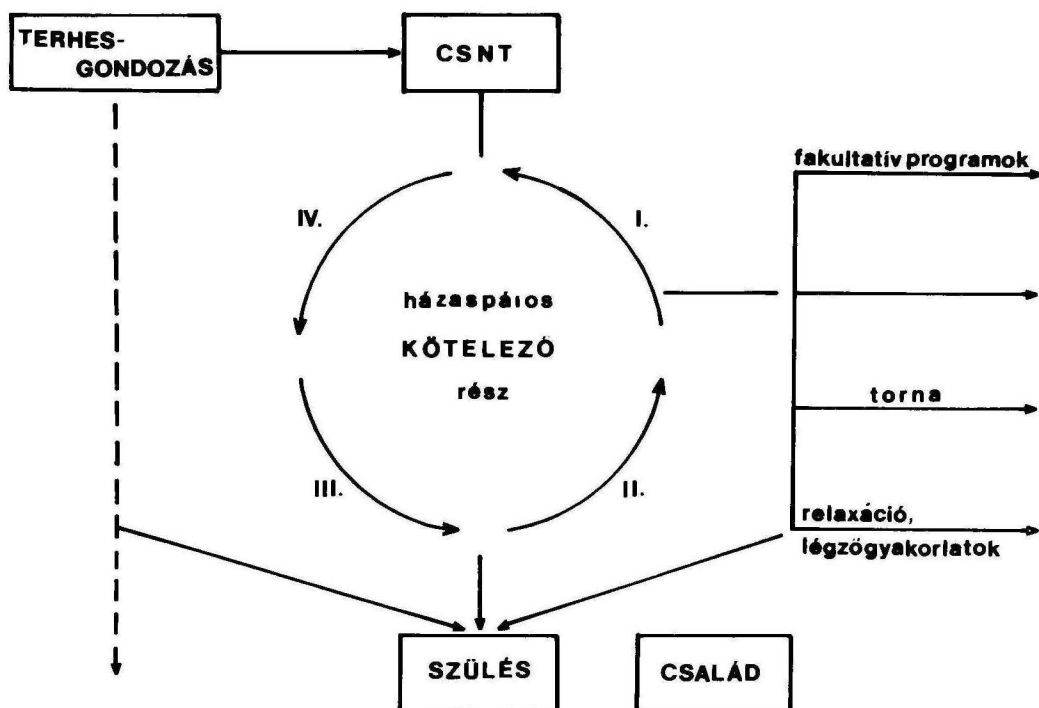 TERHES-
GONDOZÁS
CSNT
fakultatív programok
IV.
I.
házaspáros
KÖTELEZŐ
rész
torna
III.
II.
relaxáció,
légzőgyakorlatok
SZÜLÉS
CSALÁD